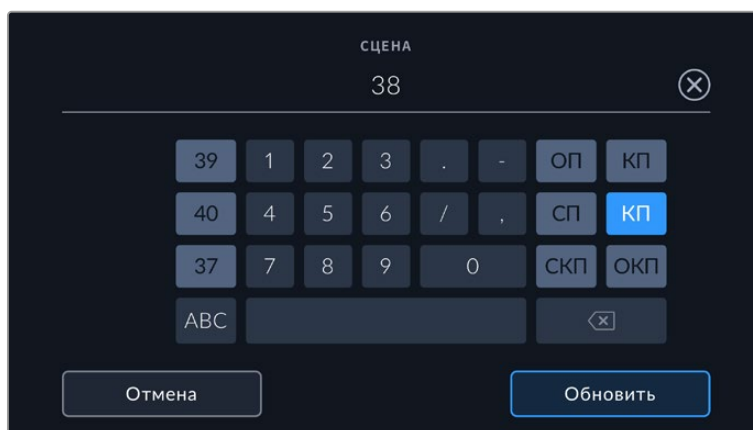 СЦЕНА
38
39 1 2 3 . - ОП КП
40 4 5 6 / , СП КП
37 7 8 9 0 СКП ОКП
ABC
Отмена Обновить